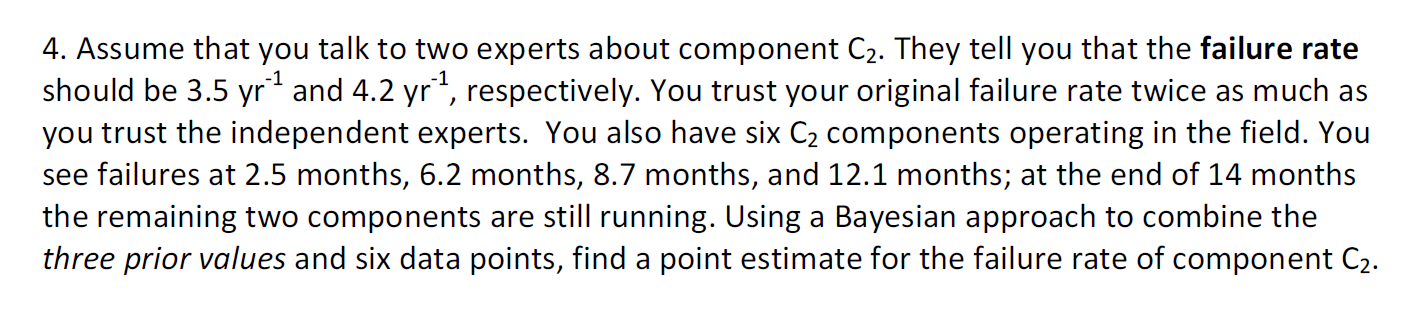 4. Assume that you talk to two experts about component C₂. They tell you that the failure rate
should be 3.5 yr⁻¹ and 4.2 yr⁻¹, respectively. You trust your original failure rate twice as much as
you trust the independent experts.  You also have six C₂ components operating in the field. You
see failures at 2.5 months, 6.2 months, 8.7 months, and 12.1 months; at the end of 14 months
the remaining two components are still running. Using a Bayesian approach to combine the
three prior values and six data points, find a point estimate for the failure rate of component C₂.